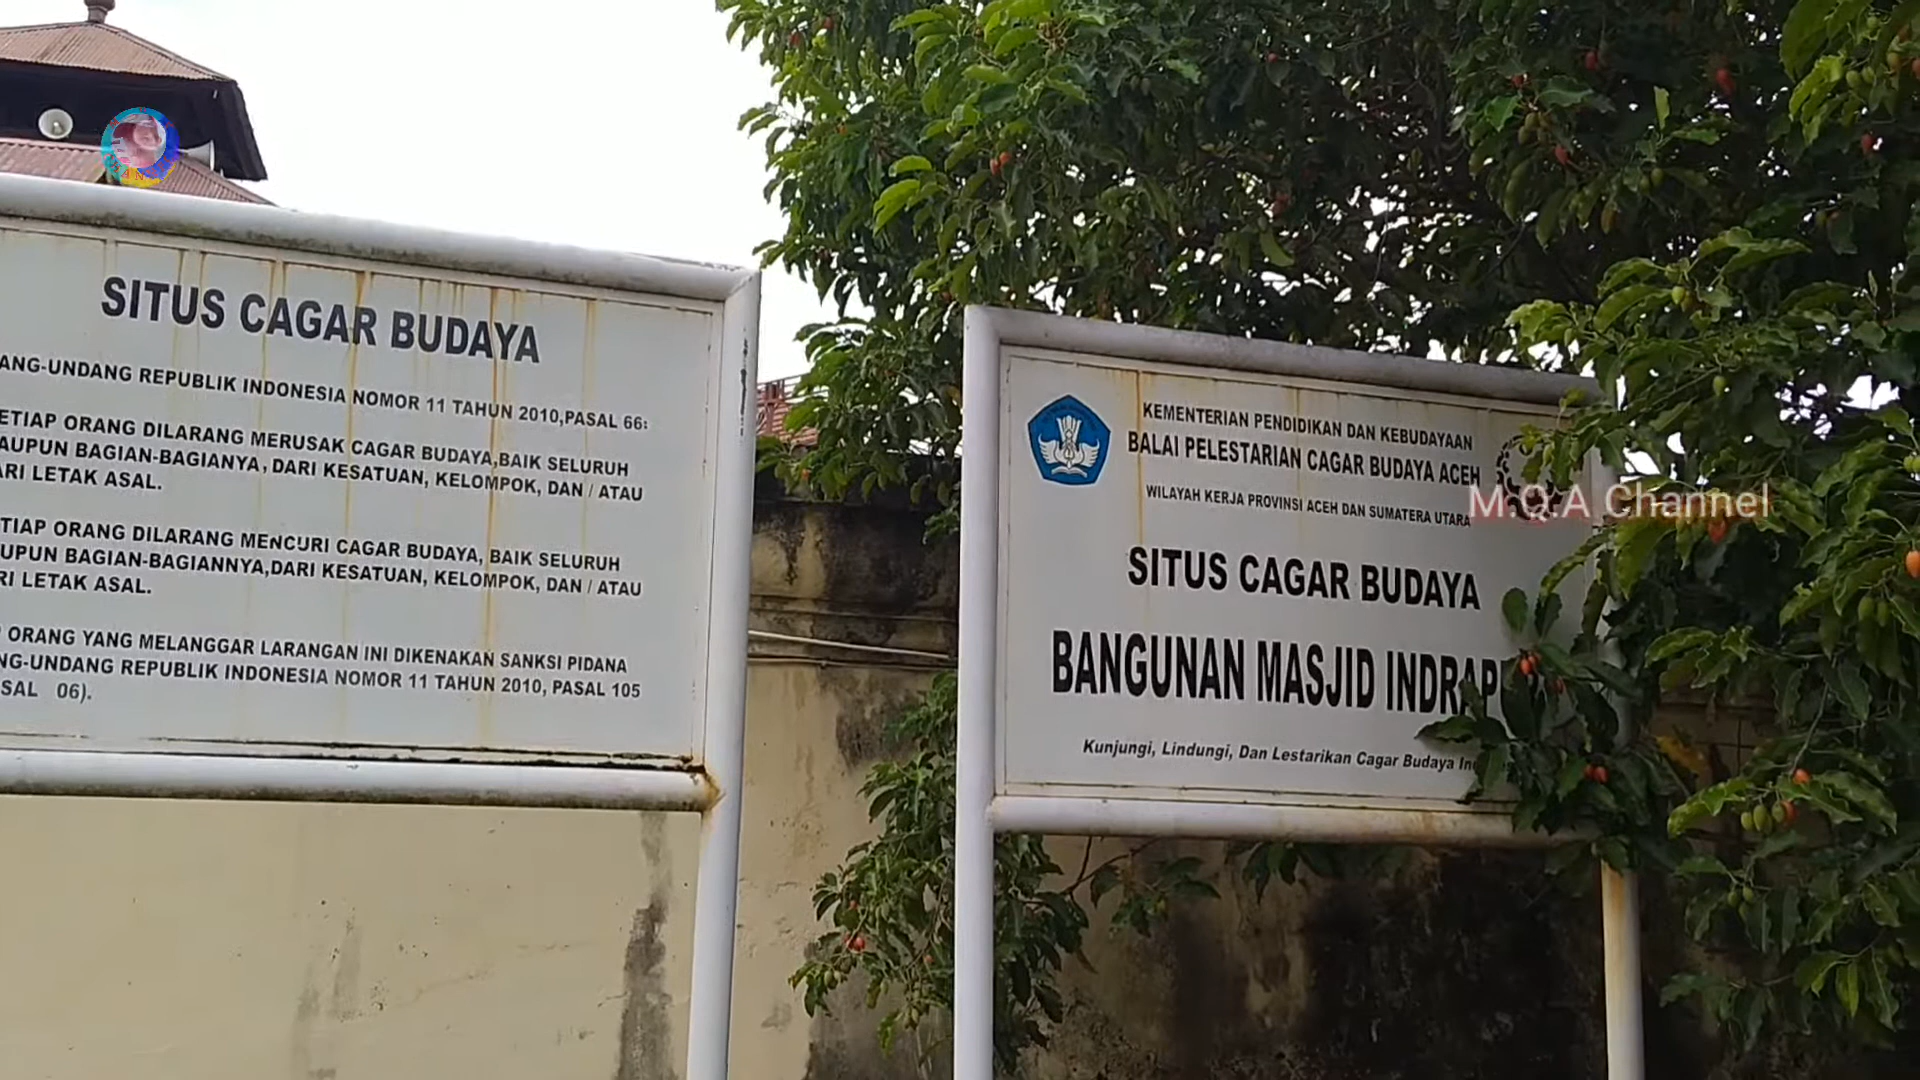 SITUS CAGAR BUDAYA
ANG-UNDANG REPUBLIK INDONESIA NOMOR 11 TAHUN 2010,PASAL 66:
ETIAP ORANG DILARANG MERUSAK CAGAR BUDAYA,BAIK SELURUH
AUPUN BAGIAN-BAGIANYA, DARI KESATUAN, KELOMPOK, DAN / ATAU
ARI LETAK ASAL.
TIAP ORANG DILARANG MENCURI CAGAR BUDAYA, BAIK SELURUH
UPUN BAGIAN-BAGIANNYA,DARI KESATUAN, KELOMPOK, DAN / ATAU
RI LETAK ASAL.
P ORANG YANG MELANGGAR LARANGAN INI DIKENAKAN SANKSI PIDANA
NG-UNDANG REPUBLIK INDONESIA NOMOR 11 TAHUN 2010, PASAL 105
SAL 06).
KEMENTERIAN PENDIDIKAN DAN KEBUDAYAAN
BALAI PELESTARIAN CAGAR BUDAYA ACEH
WILAYAH KERJA PROVINSI ACEH DAN SUMATERA UTARA
M.Q.A Channel
SITUS CAGAR BUDAYA
BANGUNAN MASJID INDRAP
Kunjungi, Lindungi, Dan Lestarikan Cagar Budaya In